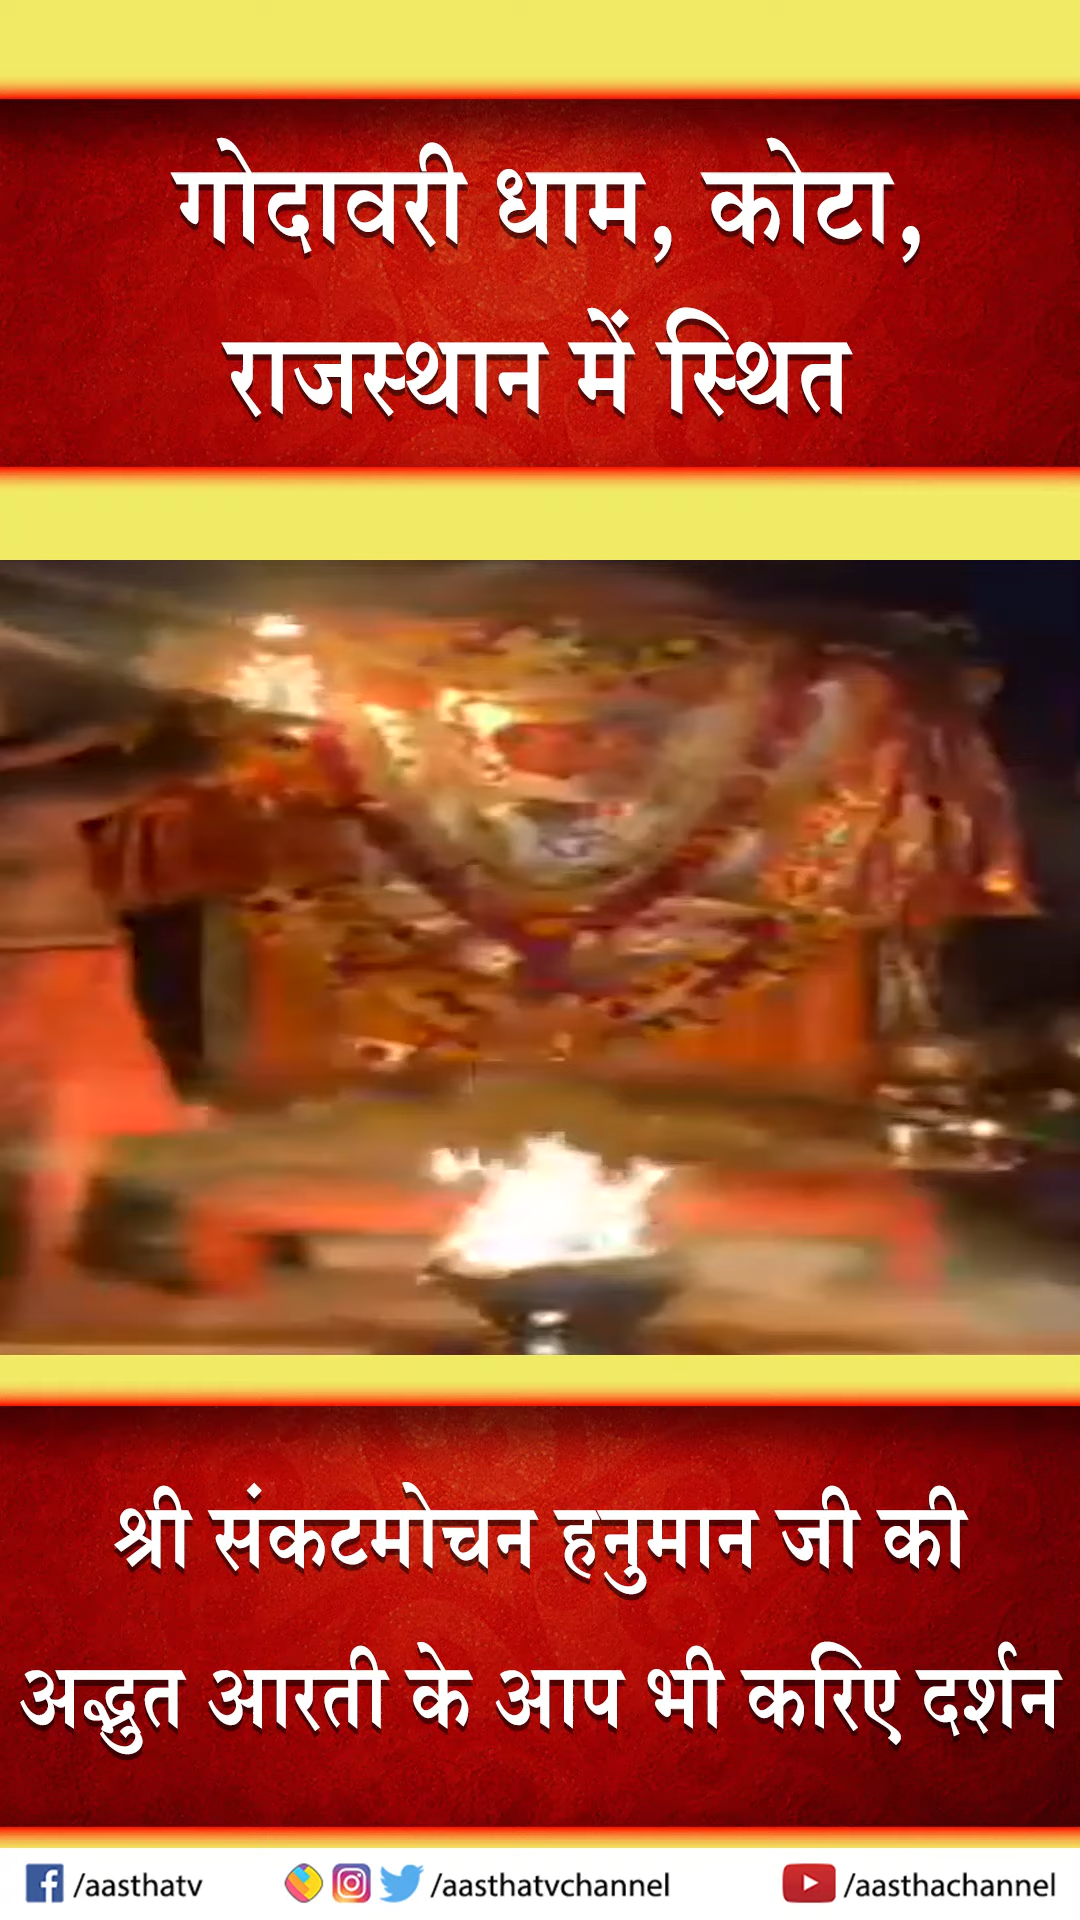 गोदावरी धाम, कोटा,
राजस्थान में स्थित
श्री संकटमोचन हनुमान जी की
अद्भुत आरती के आप भी करिए दर्शन
/aasthatv /aasthatvchannel /aasthachannel